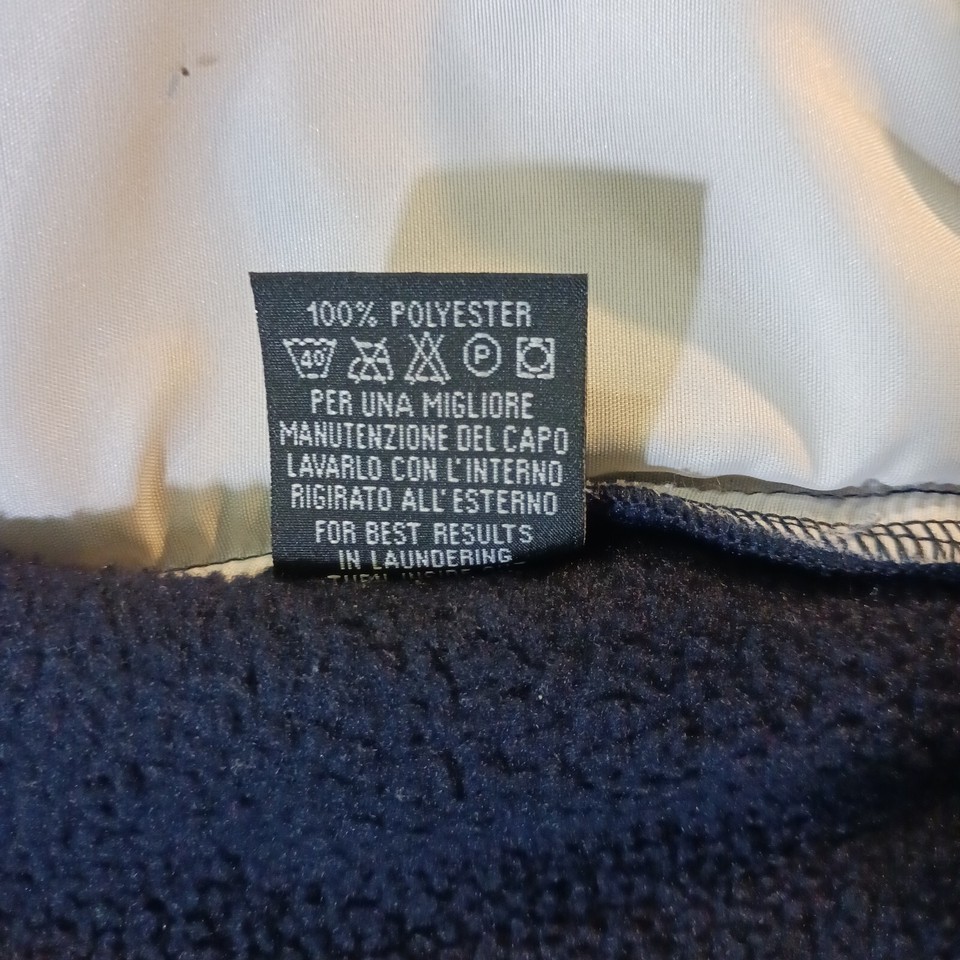 100% POLYESTER
40°
P
PER UNA MIGLIORE
MANUTENZIONE DEL CAPO
LAVARLO CON L'INTERNO
RIGIRATO ALL'ESTERNO
FOR BEST RESULTS
IN LAUNDERING
INSIDE